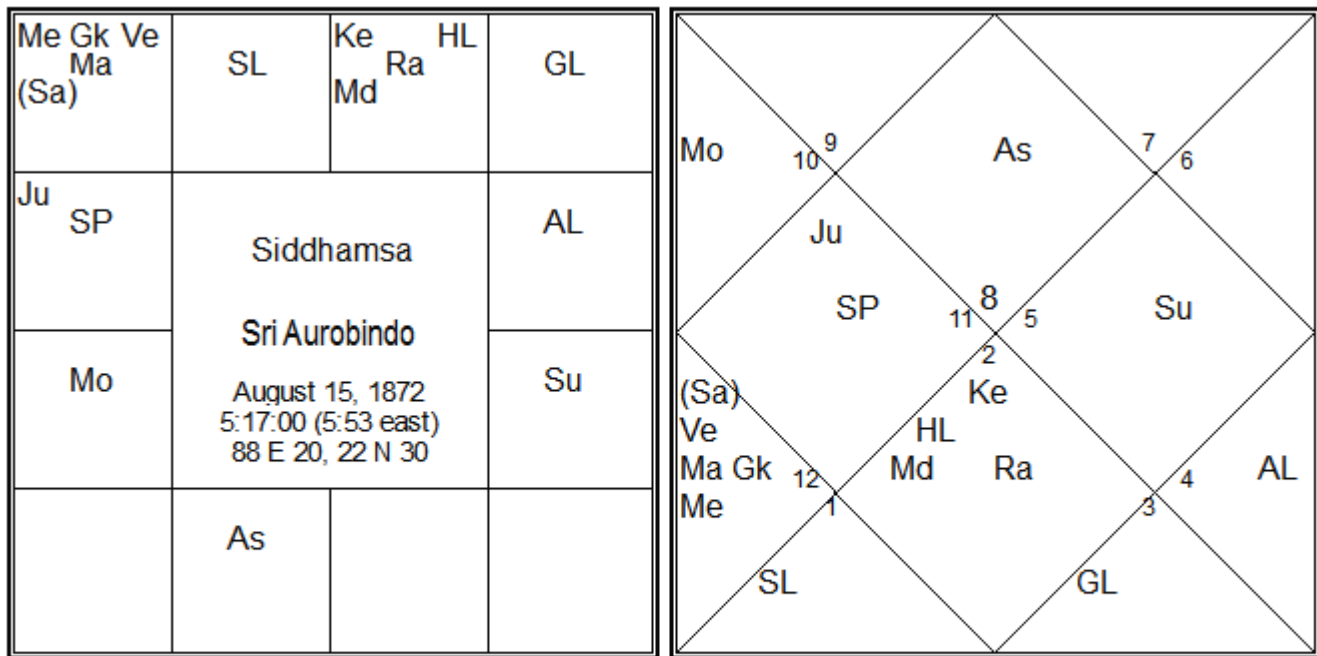 Me Gk Ve
Ma
(Sa)
SL
Ke HL
Ra
Md
GL
Ju
SP
AL
Siddhamsa
Sri Aurobindo
August 15, 1872
5:17:00 (5:53 east)
88 E 20, 22 N 30
Mo
Su
As
Mo
10
9
As
7
6
Ju
SP
11
8
5
Su
2
(Sa)
Ve
Ma Gk
Me
12
1
Ke
HL
Md
Ra
4
3
AL
SL
GL